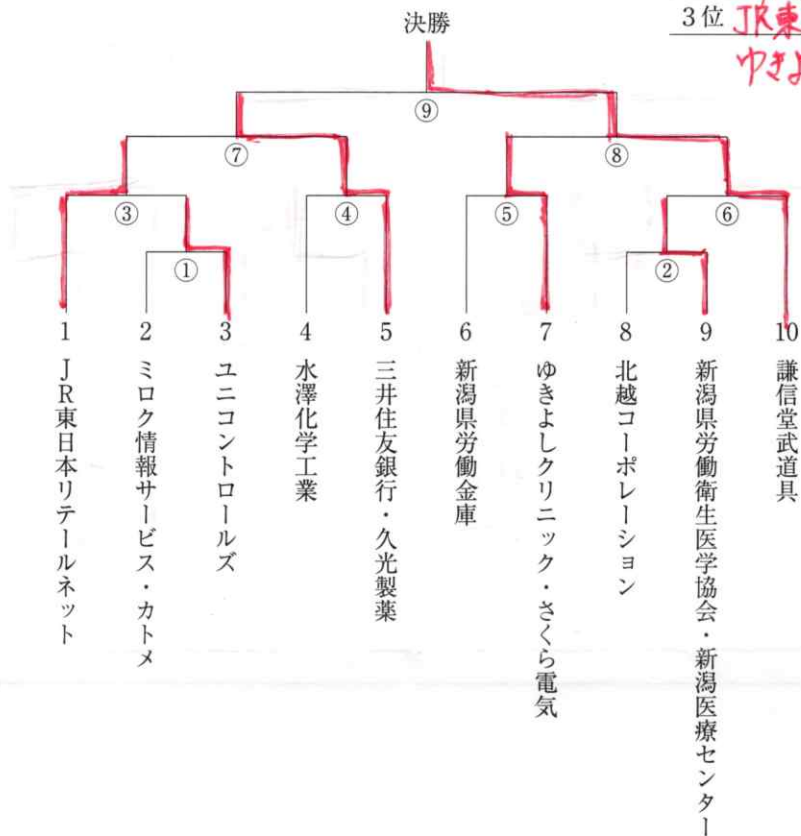 決勝
3位 JR東
ゆきよ
⑨
⑦
⑧
③
④
⑤
⑥
①
②
1 JR東日本リテールネット
2 ミロク情報サービス・カトメ
3 ユニコントロールズ
4 水澤化学工業
5 三井住友銀行・久光製薬
6 新潟県労働金庫
7 ゆきよしクリニック・さくら電気
8 北越コーポレーション
9 新潟県労働衛生医学協会・新潟医療センター
10 謙信堂武道具